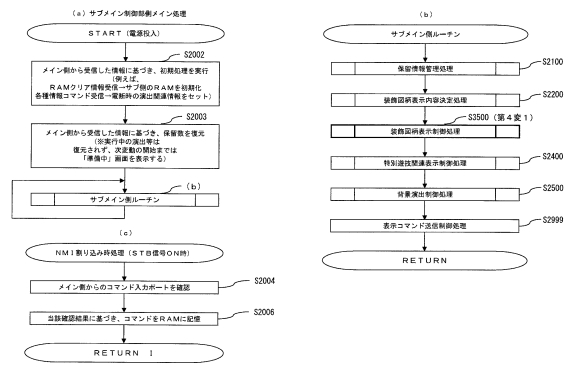 (a) サブメイン制御部側メイン処理
START(電源投入)
S2002
メイン側から受信した情報に基づき、初期処理を実行
(例えば、
RAMクリア情報受信→サブ側のRAMを初期化
各種情報コマンド受信→電断時の演出関連情報をセット)
S2003
メイン側から受信した情報に基づき、保留数を復元
(※実行中の演出等は
復元されず、次変動の開始までは
「準備中」画面を表示する)
(b)
サブメイン側ルーチン
(c)
NMI割り込み時処理(STB信号ON時)
S2004
メイン側からのコマンド入力ポートを確認
S2006
当該確認結果に基づき、コマンドをRAMに記憶
RETURN I
(b)
サブメイン側ルーチン
S2100
保留情報管理処理
S2200
装飾図柄表示内容決定処理
S3500(第4変1)
装飾図柄表示制御処理
S2400
特別遊技関連表示制御処理
S2500
背景演出制御処理
S2999
表示コマンド送信制御処理
RETURN